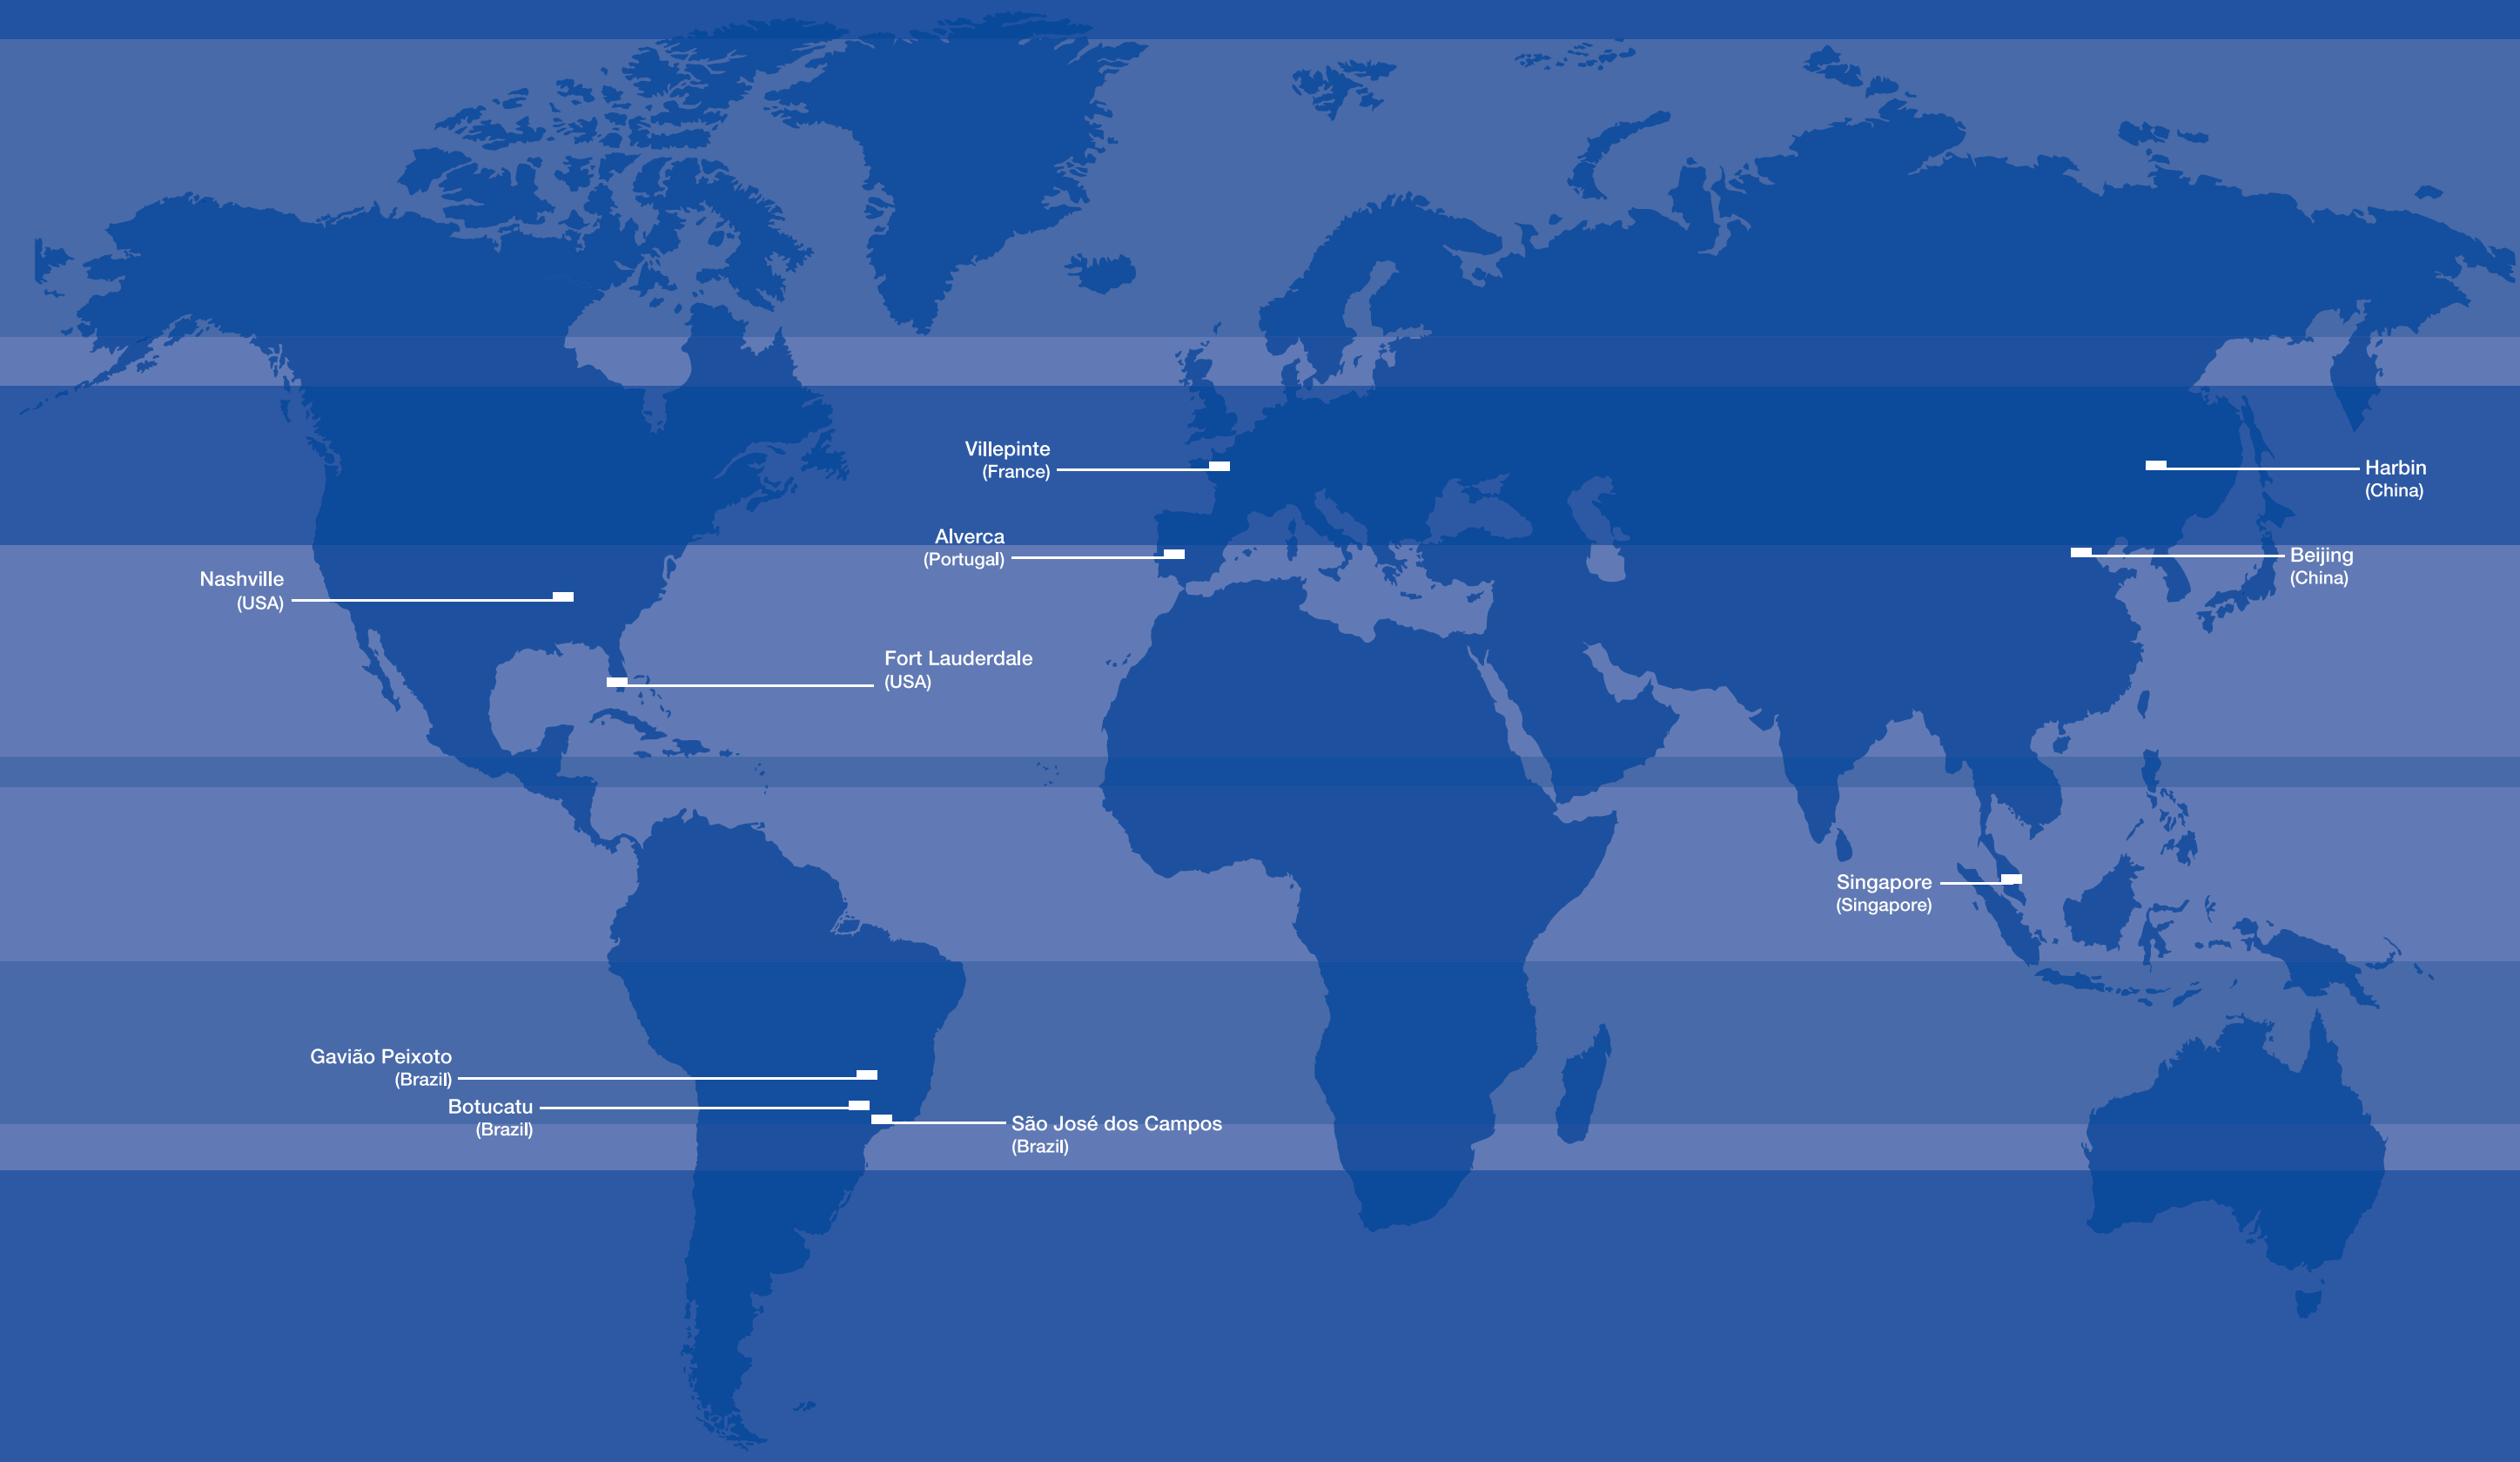 Villepinte
(France)
Harbin
(China)
Alverca
(Portugal)
Beijing
(China)
Nashville
(USA)
Fort Lauderdale
(USA)
Singapore
(Singapore)
Gavião Peixoto
(Brazil)
Botucatu
(Brazil)
São José dos Campos
(Brazil)